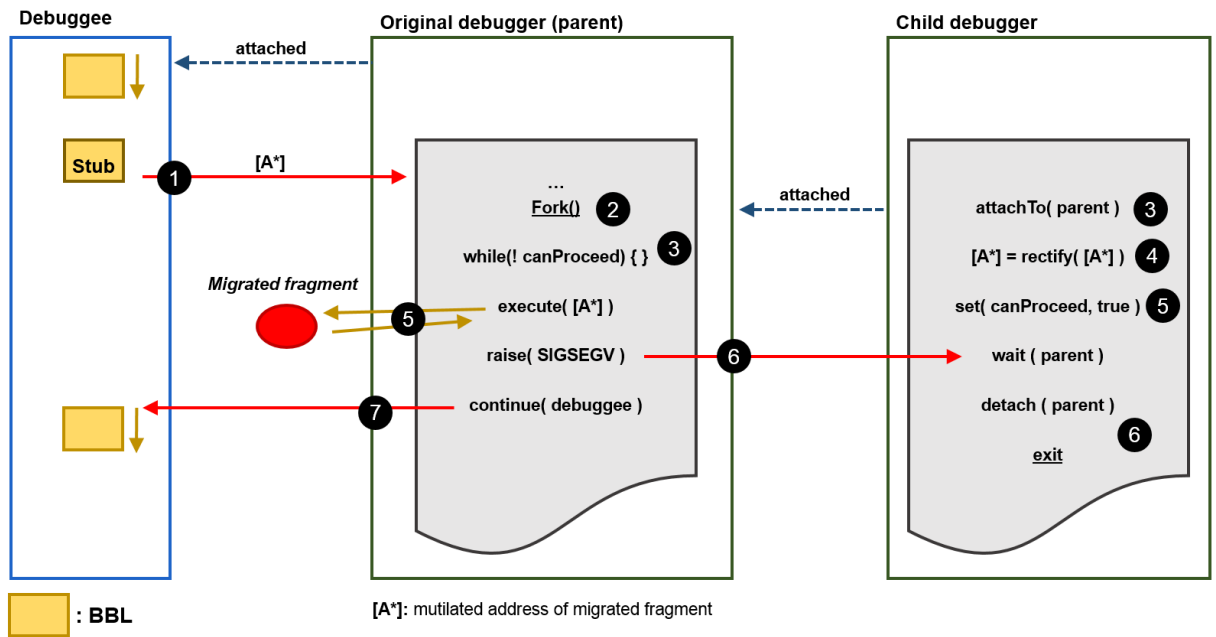 Debuggee
Original debugger (parent)
Child debugger
attached
Stub
1
[A*]
...
Fork()
2
while(! canProceed) { }
3
Migrated fragment
execute( [A*] )
5
raise( SIGSEGV )
6
continue( debuggee )
7
attached
attachTo( parent )
3
[A*] = rectify( [A*] )
4
set( canProceed, true )
5
wait ( parent )
detach ( parent )
6
exit
: BBL
[A*]: mutilated address of migrated fragment